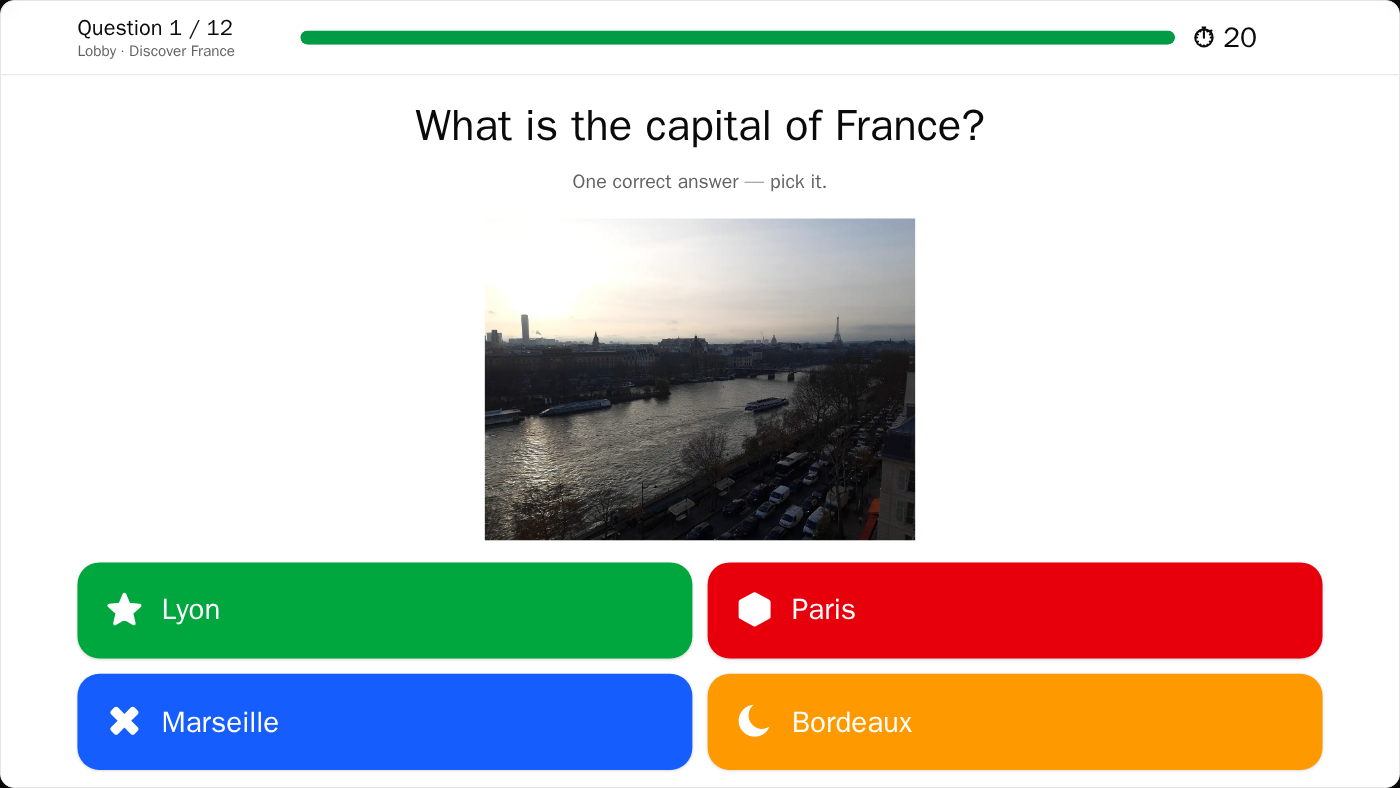 Question 1 / 12
Lobby · Discover France
20
What is the capital of France?
One correct answer — pick it.
Lyon
Paris
Marseille
Bordeaux